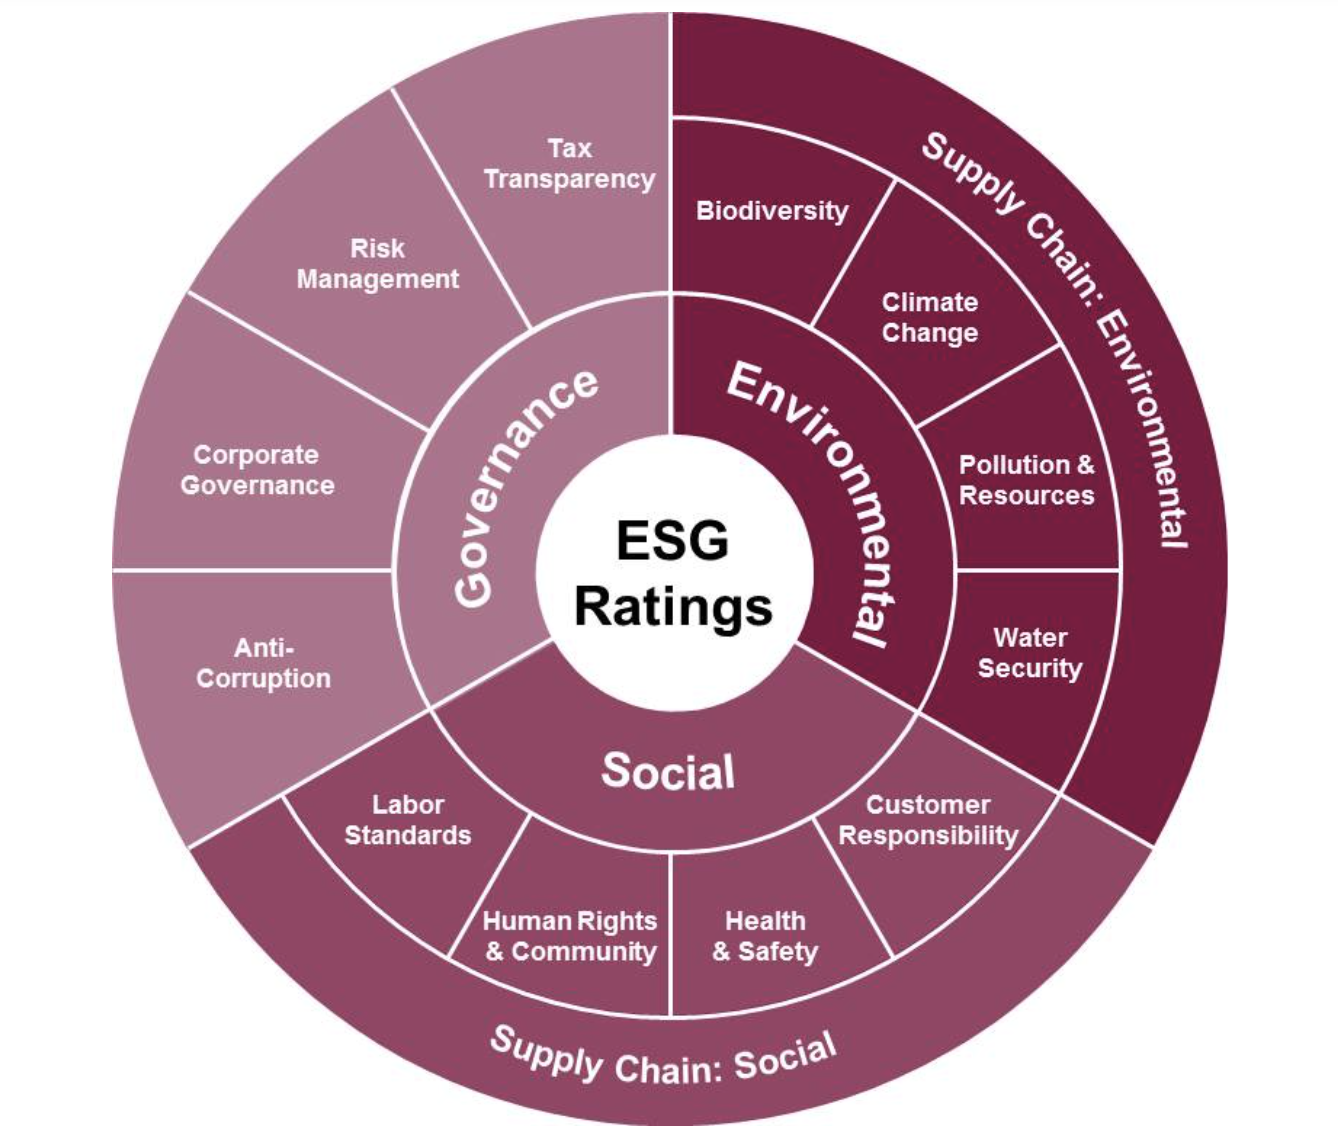 ESG
Ratings
Environmental
Biodiversity
Climate
Change
Pollution &
Resources
Water
Security
Supply Chain: Environmental
Social
Customer
Responsibility
Health
& Safety
Human Rights
& Community
Labor
Standards
Supply Chain: Social
Governance
Anti-
Corruption
Corporate
Governance
Risk
Management
Tax
Transparency